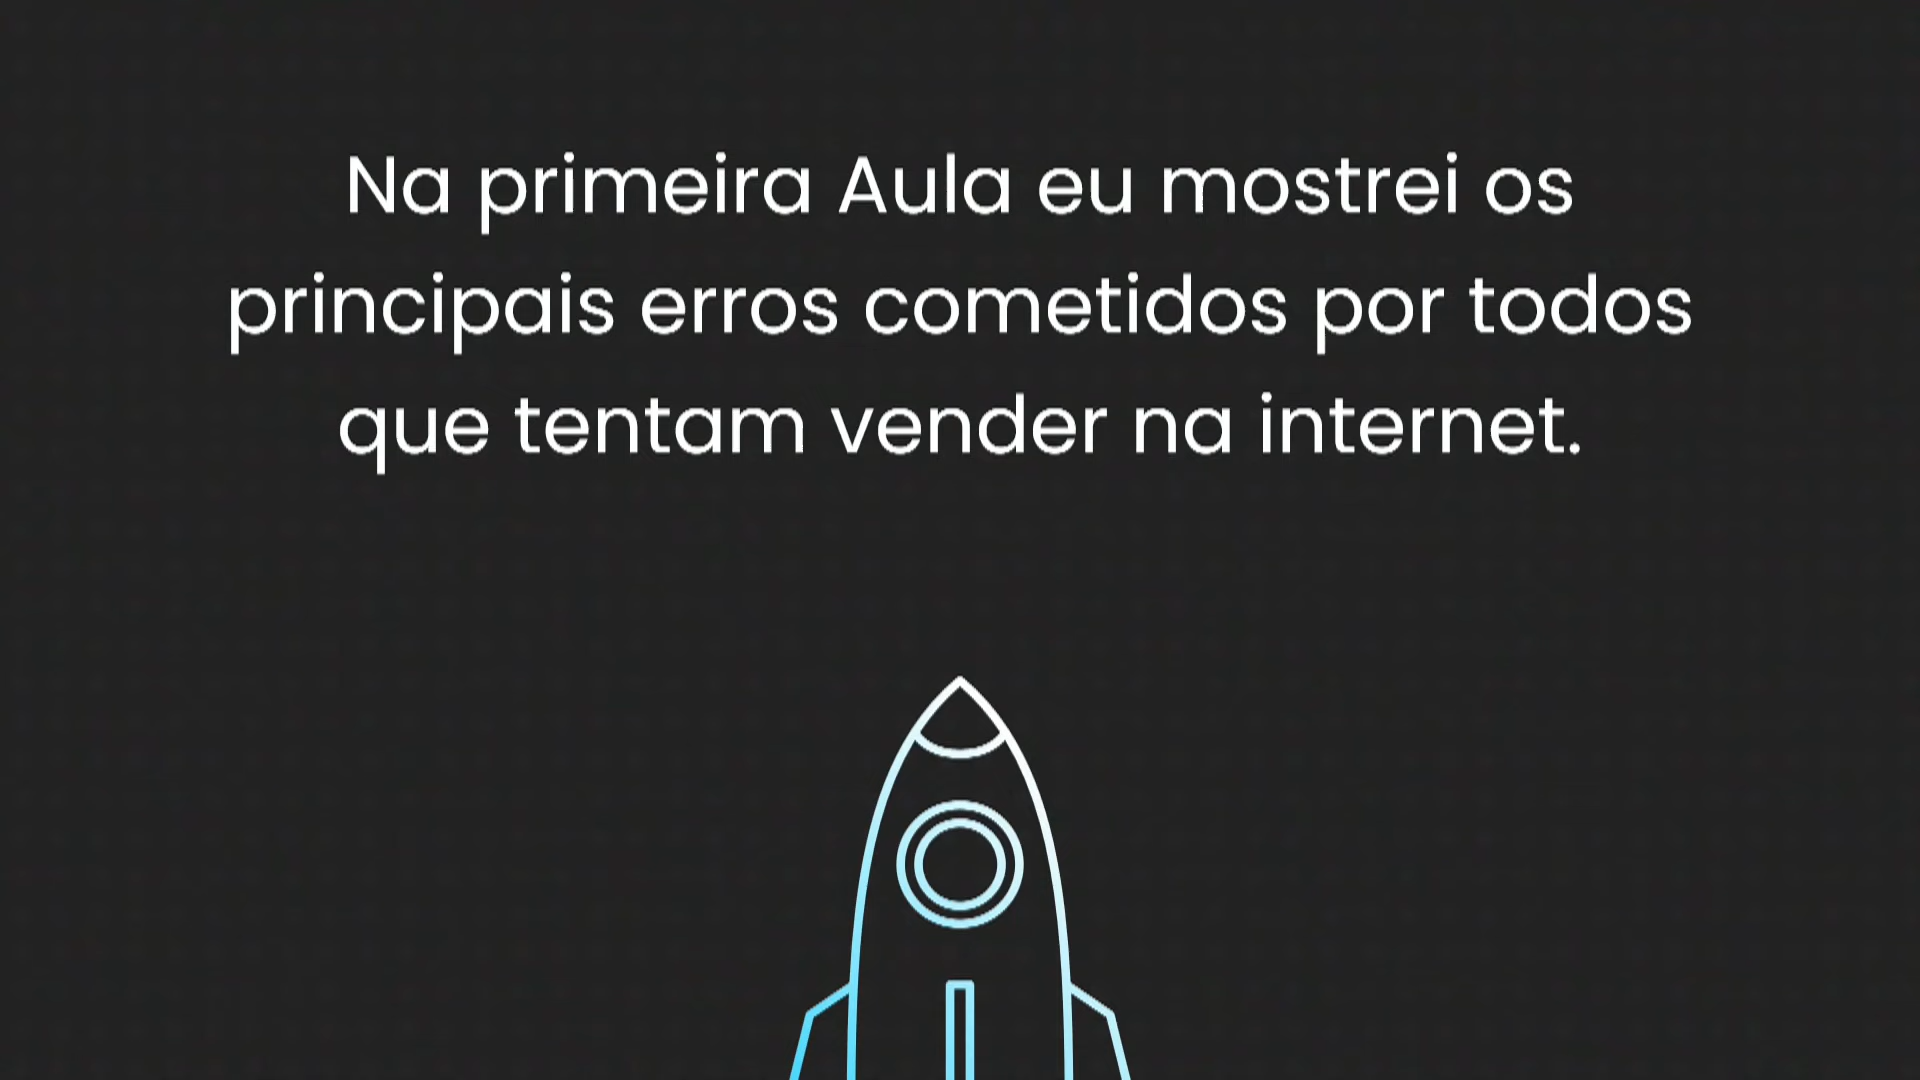 Na primeira Aula eu mostrei os
principais erros cometidos por todos
que tentam vender na internet.